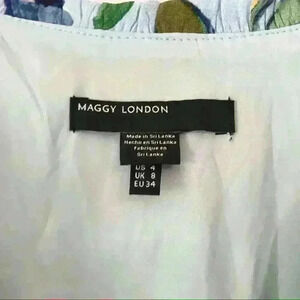 MAGGY LONDON
Made in Sri Lanka
Hecho en Sri Lanka
Fabrique en
Sri Lanka
US 4
UK 8
EU 34